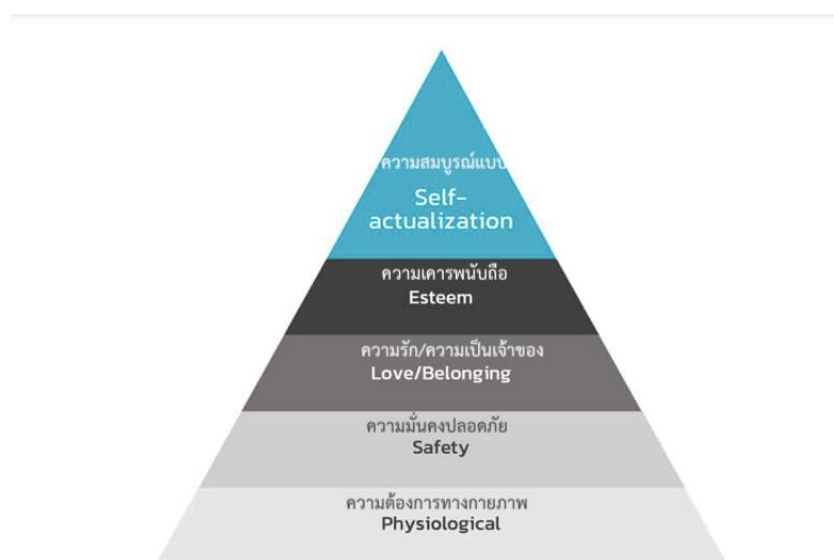 ความสมบูรณ์แบบ
Self-
actualization
ความเคารพนับถือ
Esteem
ความรัก/ความเป็นเจ้าของ
Love/Belonging
ความมั่นคงปลอดภัย
Safety
ความต้องการทางกายภาพ
Physiological